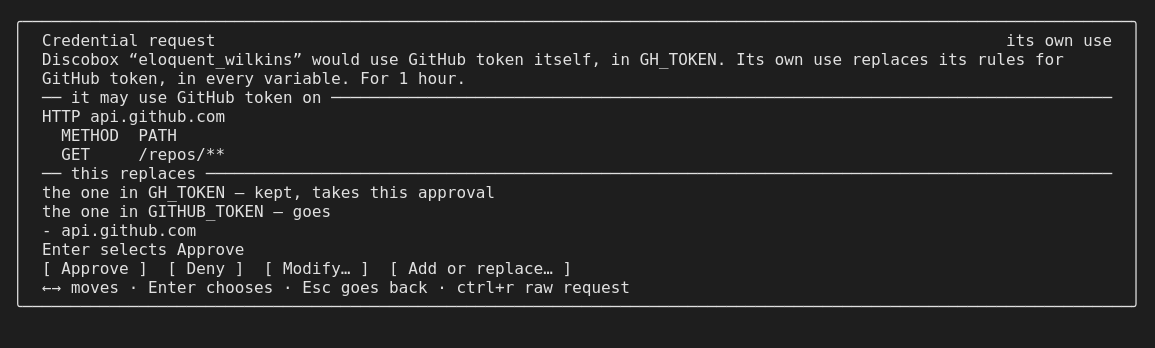 Credential request its own use
Discobox “eloquent_wilkins” would use GitHub token itself, in GH_TOKEN. Its own use replaces its rules for
GitHub token, in every variable. For 1 hour.
── it may use GitHub token on ──
HTTP api.github.com
METHOD PATH
GET /repos/**
── this replaces ──
the one in GH_TOKEN — kept, takes this approval
the one in GITHUB_TOKEN — goes
- api.github.com
Enter selects Approve
[ Approve ] [ Deny ] [ Modify… ] [ Add or replace… ]
←→ moves · Enter chooses · Esc goes back · ctrl+r raw request